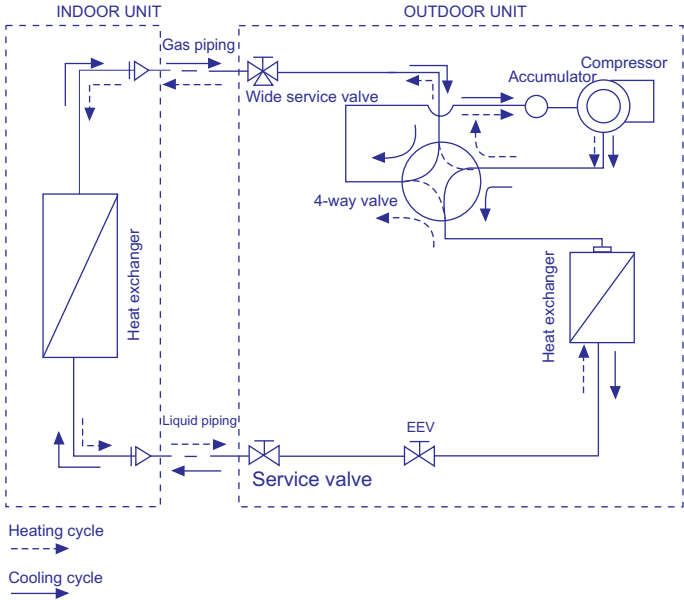 INDOOR UNIT
OUTDOOR UNIT
Gas piping
Wide service valve
Accumulator
Compressor
4-way valve
Heat exchanger
Heat exchanger
Liquid piping
Service valve
EEV
Heating cycle
Cooling cycle